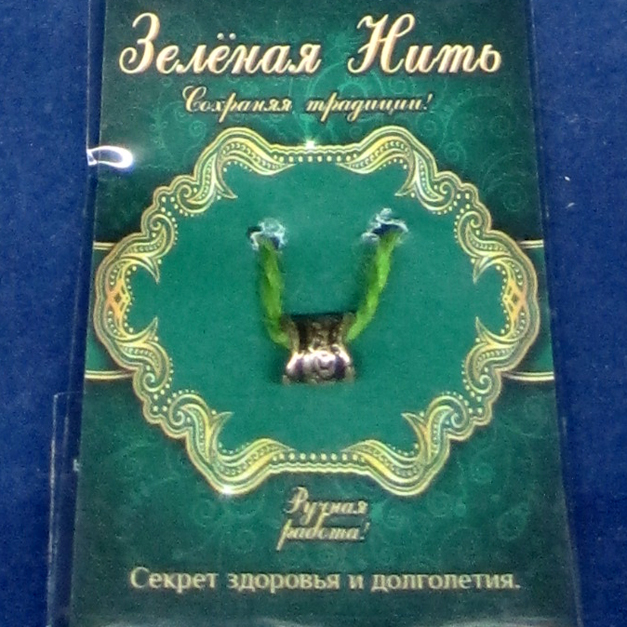 Зелёная Нить
Сохраняя традиции!
Ручная
работа!
Секрет здоровья и долголетия.